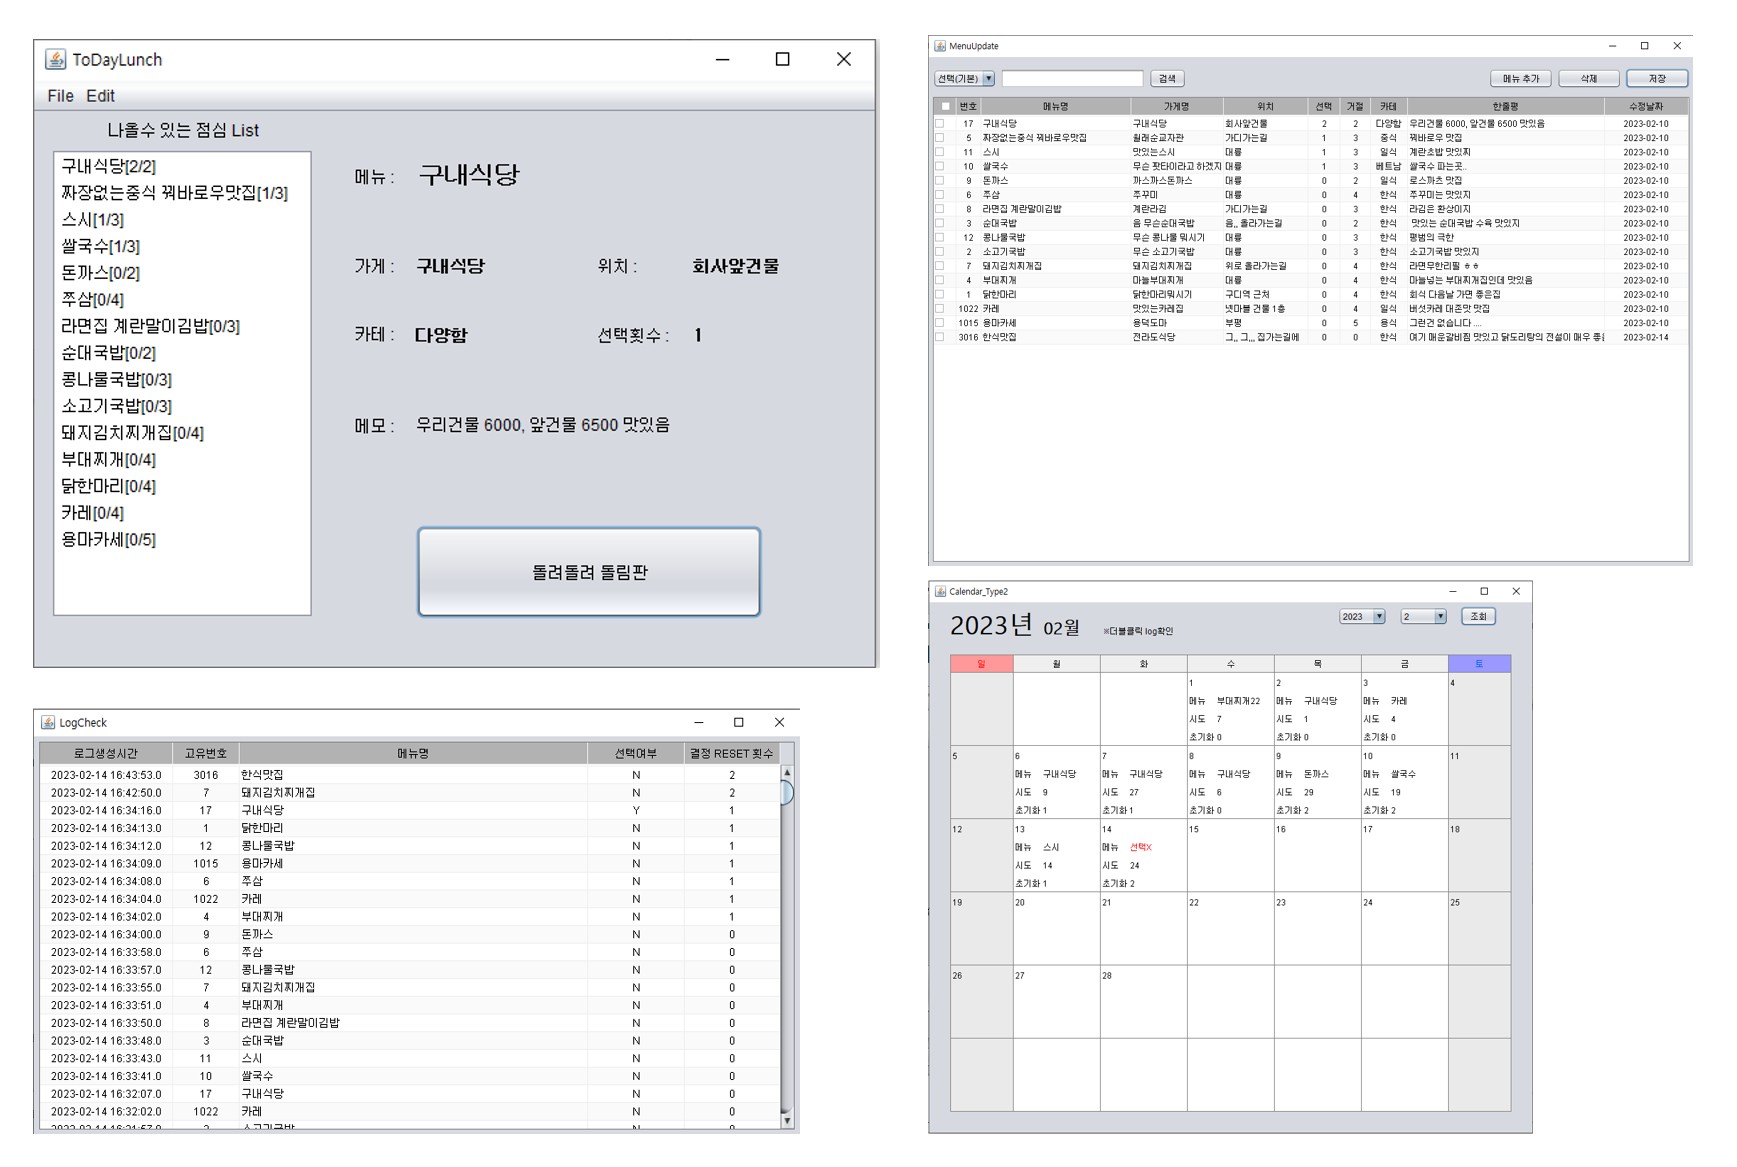 ToDayLunch
File Edit
나올수 있는 점심 List
구내식당[2/2]
짜장없는중식 꿔바로우맛집[1/3]
스시[1/3]
쌀국수[1/3]
돈까스[0/2]
쭈삼[0/4]
라면집 계란말이김밥[0/3]
순대국밥[0/2]
콩나물국밥[0/3]
소고기국밥[0/3]
돼지김치찌개집[0/4]
부대찌개[0/4]
닭한마리[0/4]
카레[0/4]
용마카세[0/5]
메뉴 : 구내식당
가게 : 구내식당 위치 : 회사앞건물
카테 : 다양함 선택횟수 : 1
메모 : 우리건물 6000, 앞건물 6500 맛있음
돌려돌려 돌림판
MenuUpdate
선택(기본) 검색 메뉴 추가 삭제 저장
번호 메뉴명 가게명 위치 선택 거절 카테 한줄평 수정날짜
17 구내식당 구내식당 회사앞건물 2 2 다양함 우리건물 6000, 앞건물 6500 맛있음 2023-02-10
5 짜장없는중식 꿔바로우맛집 월래순교자관 가디가는길 1 3 중식 꿔바로우 맛집 2023-02-10
11 스시 맛있는스시 대륭 1 3 일식 계란초밥 맛있찌 2023-02-10
10 쌀국수 무슨 팟타이라고 하겠지 대륭 1 3 베트남 쌀국수 파는곳.. 2023-02-10
9 돈까스 까스까스돈까스 대륭 0 2 일식 로스까츠 맛집 2023-02-10
6 쭈삼 쭈꾸미 대륭 0 4 한식 쭈꾸미는 맛있지 2023-02-10
8 라면집 계란말이김밥 계란라김 가디가는길 0 3 한식 라김은 환상이지 2023-02-10
3 순대국밥 음 무슨순대국밥 음,, 올라가는길 0 2 한식 맛있는 순대국밥 수육 맛있지 2023-02-10
12 콩나물국밥 무슨 콩나물 뭐시기 대륭 0 3 한식 평범의 극한 2023-02-10
2 소고기국밥 무슨 소고기국밥 대륭 0 3 한식 소고기국밥 맛있지 2023-02-10
7 돼지김치찌개집 돼지김치찌개집 위로 올라가는길 0 4 한식 라면무한리필 ㅎㅎ 2023-02-10
4 부대찌개 마늘부대찌개 대륭 0 4 한식 마늘넣는 부대찌개집인데 맛있음 2023-02-10
1 닭한마리 닭한마리뭐시기 구디역 근처 0 4 한식 회식 다음날 가면 좋은집 2023-02-10
1022 카레 맛있는카레집 넷마블 건물 1층 0 4 일식 버섯카레 대존맛 맛집 2023-02-10
1015 용마카세 용덕도마 부평 0 5 용식 그런건 없습니다 .... 2023-02-10
3016 한식맛집 전라도식당 그,, 그,,, 집가는길에 0 0 한식 여기 매운갈비찜 맛있고 닭도리탕의 전설이 매우 좋 2023-02-14
LogCheck
로그생성시간 고유번호 메뉴명 선택여부 결정 RESET 횟수
2023-02-14 16:43:53.0 3016 한식맛집 N 2
2023-02-14 16:42:50.0 7 돼지김치찌개집 N 2
2023-02-14 16:34:16.0 17 구내식당 Y 1
2023-02-14 16:34:13.0 1 닭한마리 N 1
2023-02-14 16:34:12.0 12 콩나물국밥 N 1
2023-02-14 16:34:09.0 1015 용마카세 N 1
2023-02-14 16:34:08.0 6 쭈삼 N 1
2023-02-14 16:34:04.0 1022 카레 N 1
2023-02-14 16:34:02.0 4 부대찌개 N 1
2023-02-14 16:34:00.0 9 돈까스 N 0
2023-02-14 16:33:58.0 6 쭈삼 N 0
2023-02-14 16:33:57.0 12 콩나물국밥 N 0
2023-02-14 16:33:55.0 7 돼지김치찌개집 N 0
2023-02-14 16:33:51.0 4 부대찌개 N 0
2023-02-14 16:33:50.0 8 라면집 계란말이김밥 N 0
2023-02-14 16:33:48.0 3 순대국밥 N 0
2023-02-14 16:33:43.0 11 스시 N 0
2023-02-14 16:33:41.0 10 쌀국수 N 0
2023-02-14 16:32:07.0 17 구내식당 N 0
2023-02-14 16:32:02.0 1022 카레 N 0
2023-02-14 16:31:57.0 2 소고기국밥 N 0
Calendar_Type2
2023년 02월 ※더블클릭 log확인 2023 2 조회
일 월 화 수 목 금 토
1 2 3 4
메뉴 부대찌개22 메뉴 구내식당 메뉴 카레
시도 7 시도 1 시도 4
초기화 0 초기화 0 초기화 0
5 6 7 8 9 10 11
메뉴 구내식당 메뉴 구내식당 메뉴 구내식당 메뉴 돈까스 메뉴 쌀국수
시도 9 시도 27 시도 6 시도 29 시도 19
초기화 1 초기화 1 초기화 0 초기화 2 초기화 2
12 13 14 15 16 17 18
메뉴 스시 메뉴 선택X
시도 14 시도 24
초기화 1 초기화 2
19 20 21 22 23 24 25
26 27 28